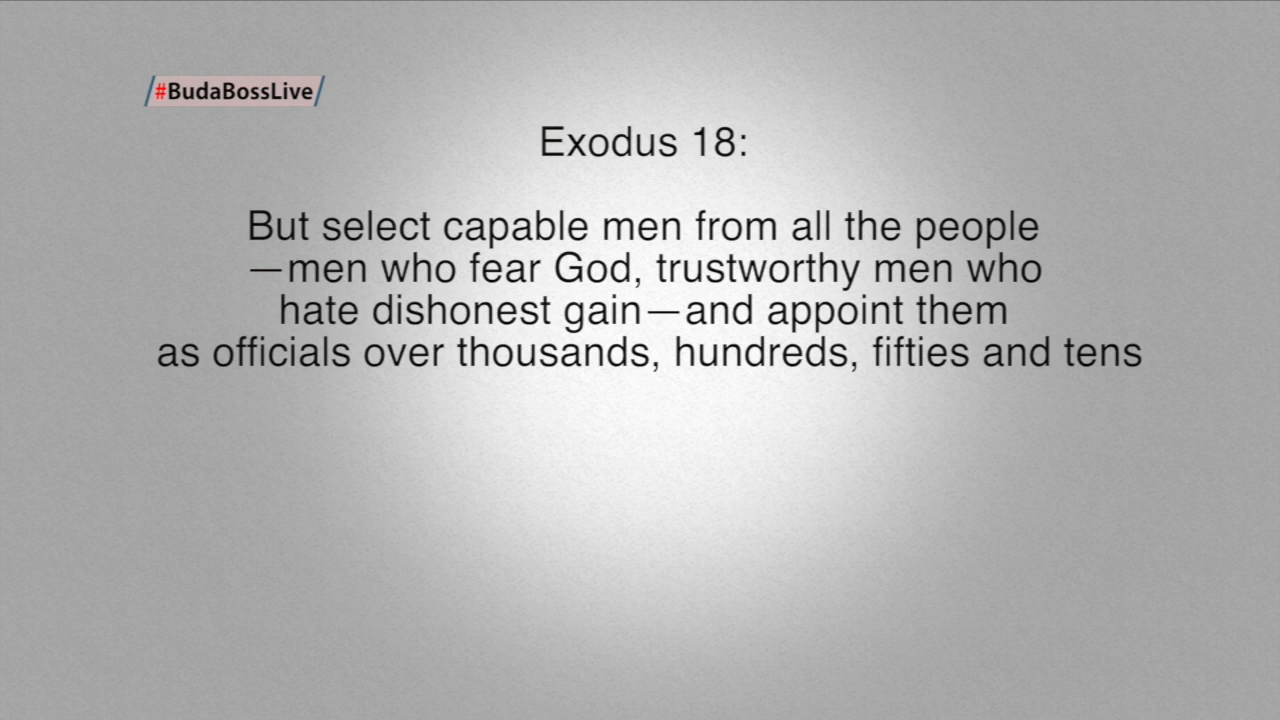 #BudaBossLive
Exodus 18:
But select capable men from all the people
—men who fear God, trustworthy men who
hate dishonest gain—and appoint them
as officials over thousands, hundreds, fifties and tens